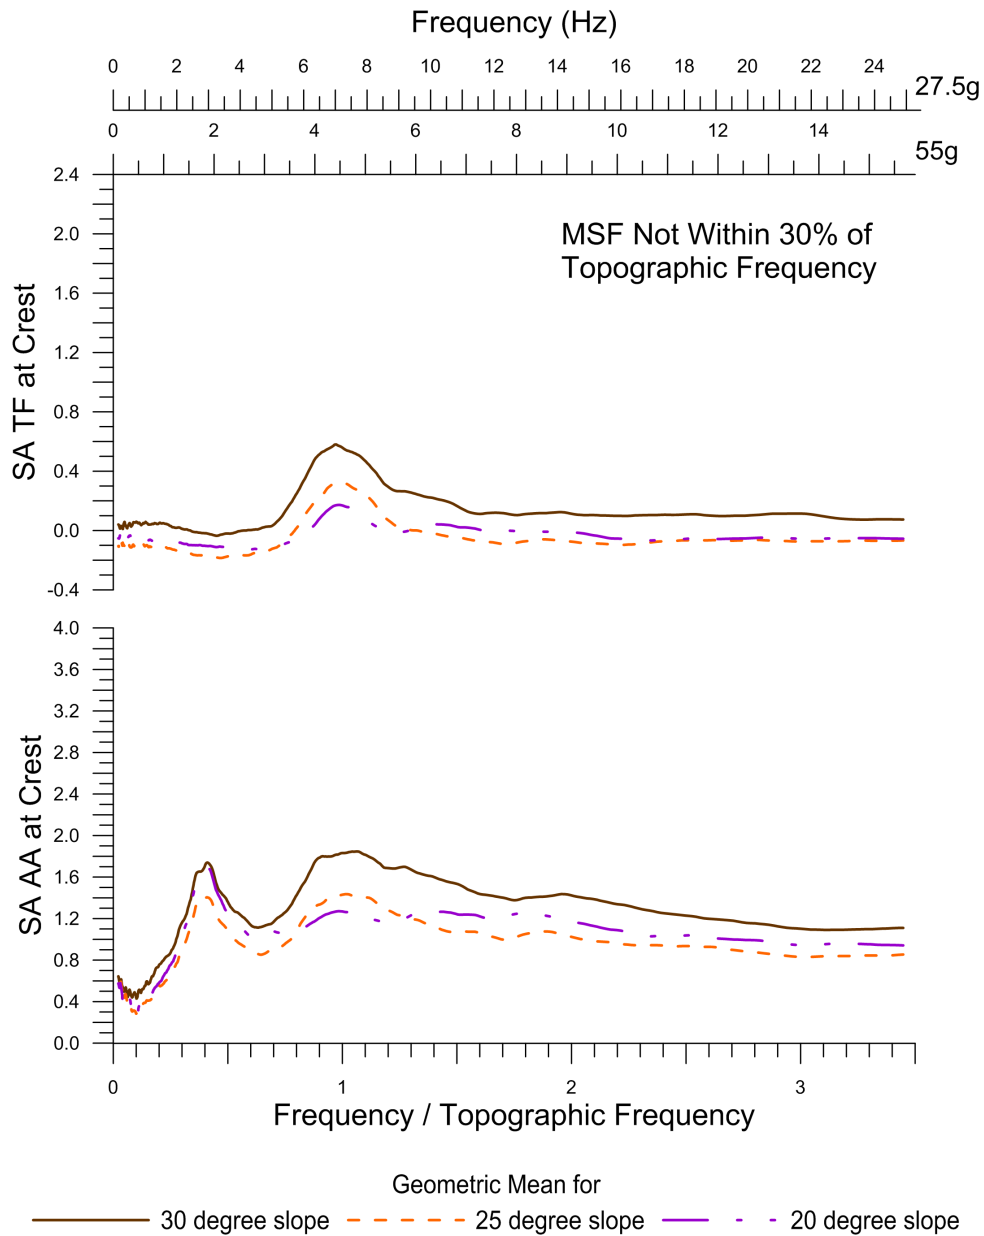 Frequency (Hz)
0 2 4 6 8 10 12 14 16 18 20 22 24
27.5g
0 2 4 6 8 10 12 14
55g
2.4
2.0
1.6
1.2
0.8
0.4
0.0
-0.4
SA TF at Crest
MSF Not Within 30% of
Topographic Frequency
4.0
3.6
3.2
2.8
2.4
2.0
1.6
1.2
0.8
0.4
0.0
SA AA at Crest
0 1 2 3
Frequency / Topographic Frequency
Geometric Mean for
30 degree slope 25 degree slope 20 degree slope